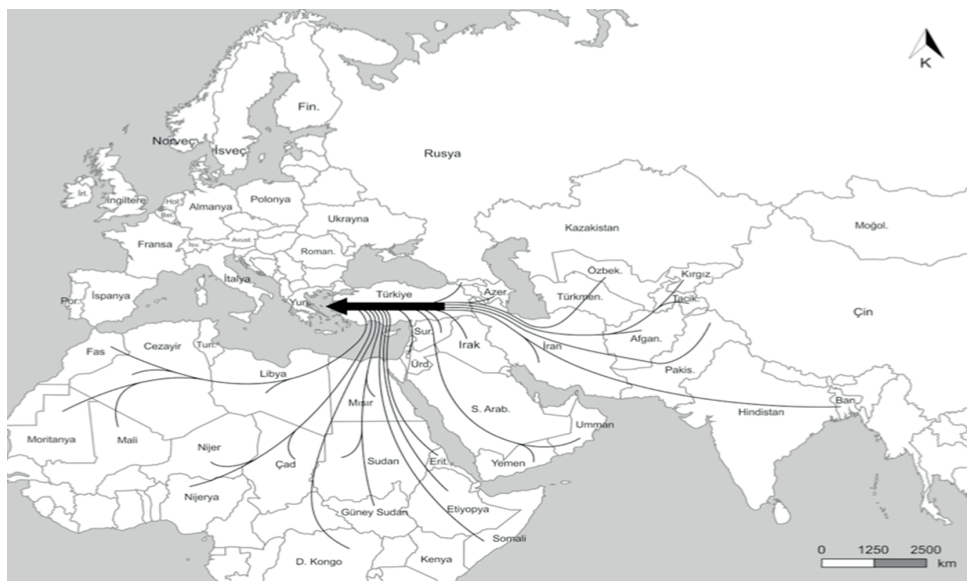 K
Fin.
Norveç
İsveç
Rusya
İrl.
İngiltere
Hol.
Bel.
Almanya
Polonya
Ukrayna
Kazakistan
Moğol.
Fransa
İsv.
Avust.
Roman.
İtalya
Por.
İspanya
Yun.
Türkiye
Azer.
Özbek.
Kırgız.
Türkmen.
Tacik.
Çin
Fas
Cezayir
Tun.
Sur.
Irak
İran
Afgan.
Libya
Ürd.
Pakis.
Mısır
S. Arab.
Umman
Hindistan
Ban.
Moritanya
Mali
Nijer
Çad
Sudan
Erit.
Yemen
Nijerya
Güney Sudan
Etiyopya
Somali
D. Kongo
Kenya
0 1250 2500
km